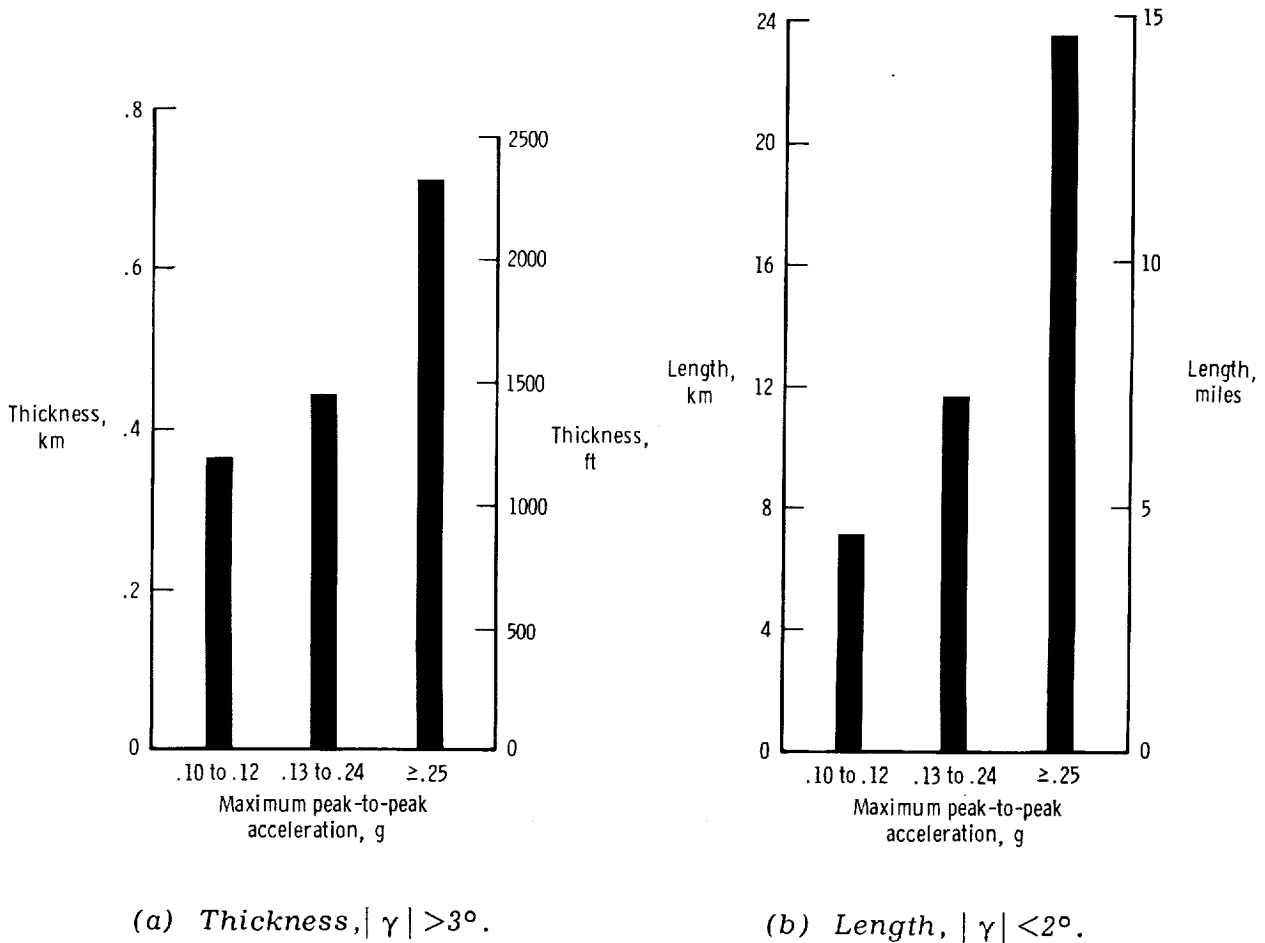 .8
.6
.4
.2
0
Thickness,
km
2500
2000
1500
1000
500
0
Thickness,
ft
.10 to .12 .13 to .24 ≥.25
Maximum peak-to-peak
acceleration, g
(a) Thickness, | γ | >3°.
24
20
16
12
8
4
0
Length,
km
15
10
5
0
Length,
miles
.10 to .12 .13 to .24 ≥.25
Maximum peak-to-peak
acceleration, g
(b) Length, | γ | <2°.